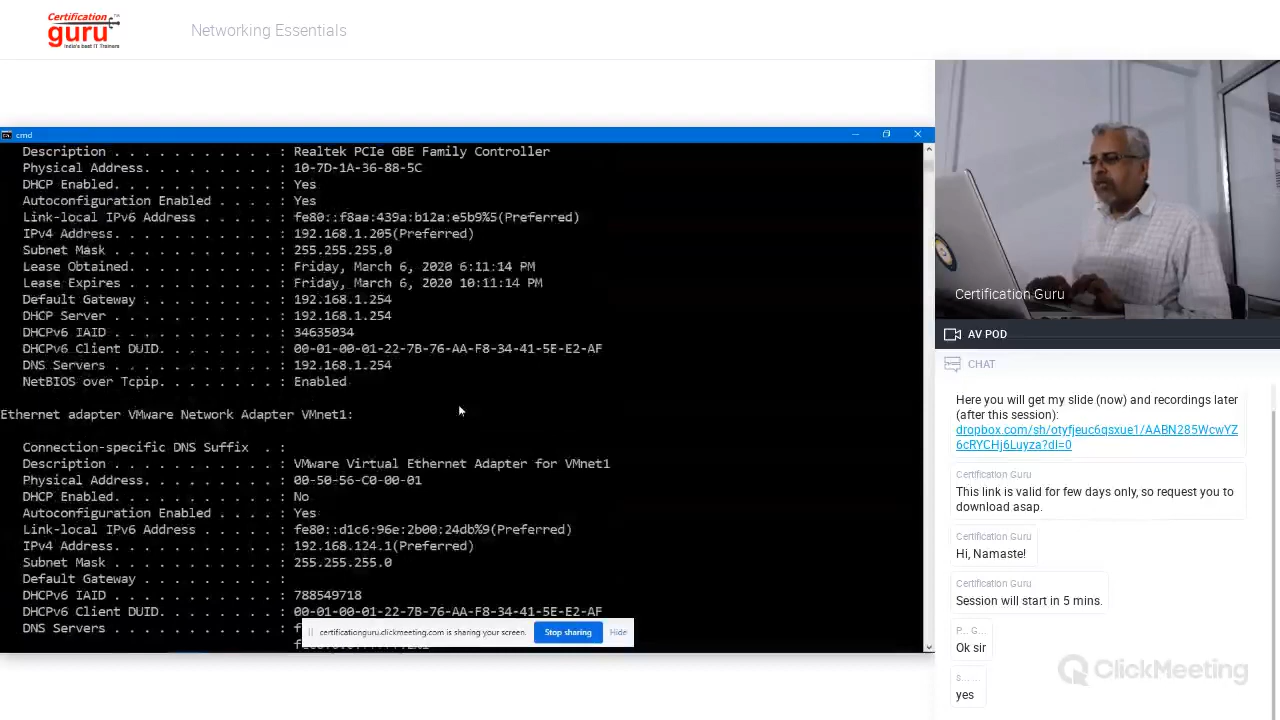 Certification
guru
India's best IT Trainers
TM
Networking Essentials
cmd
Description . . . . . . . . . . . : Realtek PCIe GBE Family Controller
Physical Address. . . . . . . . . : 10-7D-1A-36-88-5C
DHCP Enabled. . . . . . . . . . . : Yes
Autoconfiguration Enabled . . . . : Yes
Link-local IPv6 Address . . . . . : fe80::f8aa:439a:b12a:e5b9%5(Preferred)
IPv4 Address. . . . . . . . . . . : 192.168.1.205(Preferred)
Subnet Mask . . . . . . . . . . . : 255.255.255.0
Lease Obtained. . . . . . . . . . : Friday, March 6, 2020 6:11:14 PM
Lease Expires . . . . . . . . . . : Friday, March 6, 2020 10:11:14 PM
Default Gateway . . . . . . . . . : 192.168.1.254
DHCP Server . . . . . . . . . . . : 192.168.1.254
DHCPv6 IAID . . . . . . . . . . . : 34635034
DHCPv6 Client DUID. . . . . . . . : 00-01-00-01-22-7B-76-AA-F8-34-41-5E-E2-AF
DNS Servers . . . . . . . . . . . : 192.168.1.254
NetBIOS over Tcpip. . . . . . . . : Enabled
Ethernet adapter VMware Network Adapter VMnet1:
Connection-specific DNS Suffix . :
Description . . . . . . . . . . . : VMware Virtual Ethernet Adapter for VMnet1
Physical Address. . . . . . . . . : 00-50-56-C0-00-01
DHCP Enabled. . . . . . . . . . . : No
Autoconfiguration Enabled . . . . : Yes
Link-local IPv6 Address . . . . . : fe80::d1c6:96e:2b00:24db%9(Preferred)
IPv4 Address. . . . . . . . . . . : 192.168.124.1(Preferred)
Subnet Mask . . . . . . . . . . . : 255.255.255.0
Default Gateway . . . . . . . . . :
DHCPv6 IAID . . . . . . . . . . . : 788549718
DHCPv6 Client DUID. . . . . . . . : 00-01-00-01-22-7B-76-AA-F8-34-41-5E-E2-AF
DNS Servers . . . . . . . . . . . :
certificationguru.clickmeeting.com is sharing your screen.
Stop sharing
Hide
Certification Guru
AV POD
CHAT
Here you will get my slide (now) and recordings later
(after this session):
dropbox.com/sh/otyfjeuc6qsxue1/AABN285WcwYZ
6cRYCHj6Luyza?dl=0
Certification Guru
This link is valid for few days only, so request you to
download asap.
Certification Guru
Hi, Namaste!
Certification Guru
Session will start in 5 mins.
P... G...
Ok sir
8... ...
yes
ClickMeeting